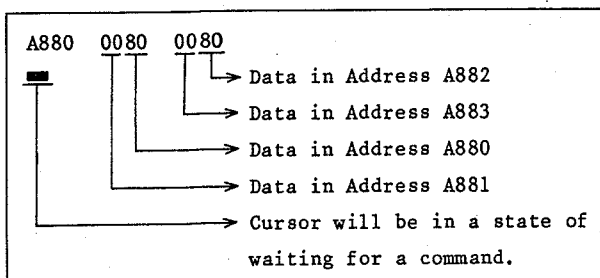 A880 0080 0080
Data in Address A882
Data in Address A883
Data in Address A880
Data in Address A881
Cursor will be in a state of
waiting for a command.